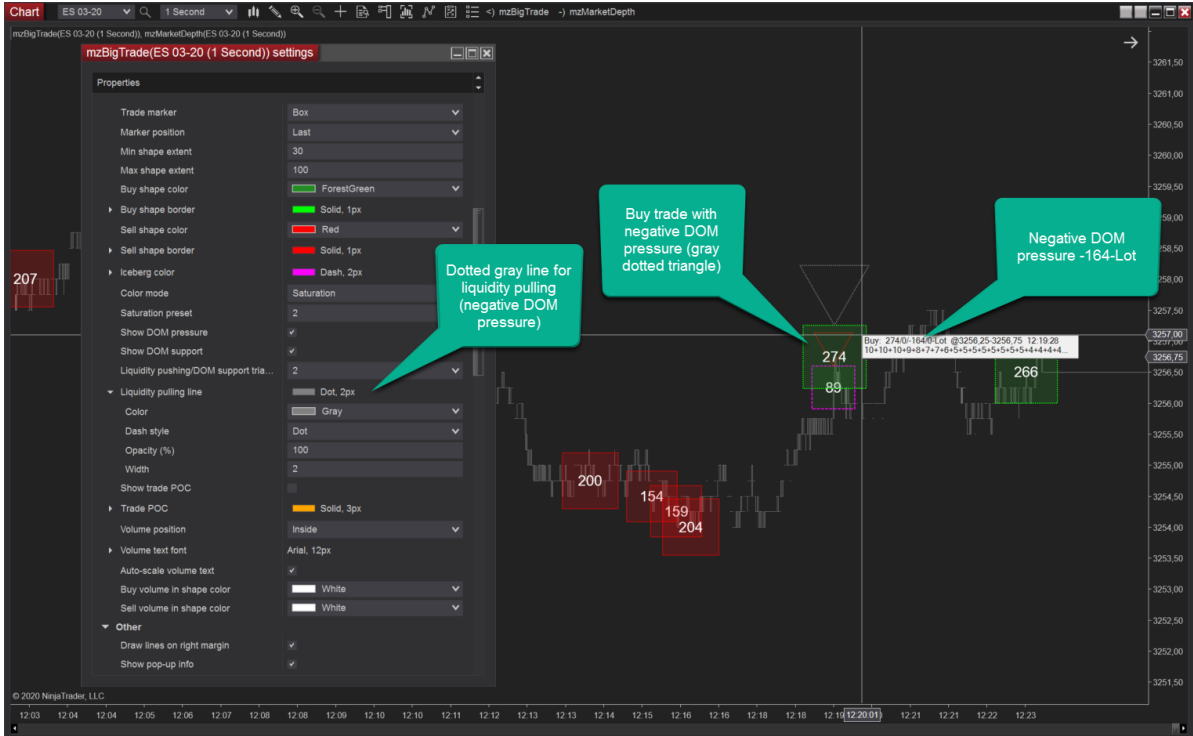 Chart ES 03-20 1 Second <) mzBigTrade -) mzMarketDepth
mzBigTrade(ES 03-20 (1 Second)), mzMarketDepth(ES 03-20 (1 Second))
mzBigTrade(ES 03-20 (1 Second)) settings
Properties
Trade marker Box
Marker position Last
Min shape extent 30
Max shape extent 100
Buy shape color ForestGreen
Buy shape border Solid, 1px
Sell shape color Red
Sell shape border Solid, 1px
Iceberg color Dash, 2px
Color mode Saturation
Saturation preset 2
Show DOM pressure
Show DOM support
Liquidity pushing/DOM support tria... 2
Liquidity pulling line Dot, 2px
Color Gray
Dash style Dot
Opacity (%) 100
Width 2
Show trade POC
Trade POC Solid, 3px
Volume position Inside
Volume text font Arial, 12px
Auto-scale volume text
Buy volume in shape color White
Sell volume in shape color White
Other
Draw lines on right margin
Show pop-up info
Dotted gray line for
liquidity pulling
(negative DOM
pressure)
Buy trade with
negative DOM
pressure (gray
dotted triangle)
Negative DOM
pressure -164-Lot
207
200
154
159
204
274
89
Buy: 274/0/-164/0-Lot @3256,25-3256,75 12:19:28
10+10+10+9+8+7+7+6+5+5+5+5+5+5+5+5+4+4+4+4...
266
3261,50
3261,00
3260,50
3260,00
3259,50
3259,00
3258,50
3258,00
3257,50
3257,00
3257,00
3256,75
3256,50
3256,00
3255,50
3255,00
3254,50
3254,00
3253,50
3253,00
3252,50
3252,00
3251,50
© 2020 NinjaTrader, LLC
12:03 12:04 12:04 12:05 12:06 12:07 12:08 12:08 12:09 12:10 12:10 12:11 12:12 12:13 12:13 12:14 12:15 12:16 12:16 12:18 12:18 12:19 12:20:01 12:21 12:21 12:22 12:23